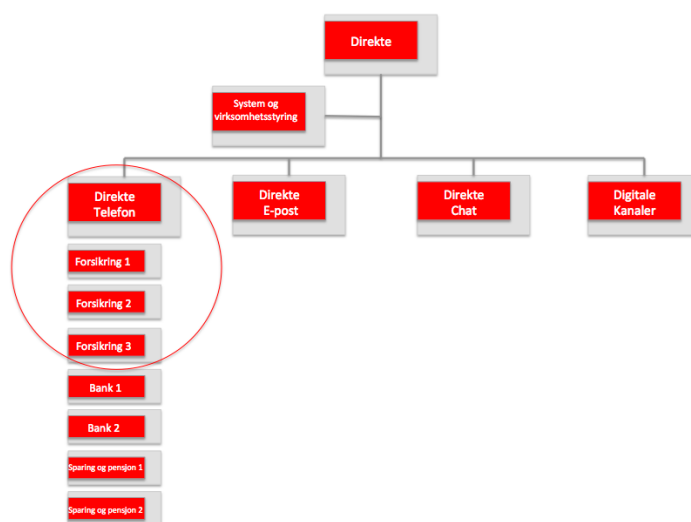 Direkte
System og
virksomhetsstyring
Direkte
Telefon
Direkte
E-post
Direkte
Chat
Digitale
Kanaler
Forsikring 1
Forsikring 2
Forsikring 3
Bank 1
Bank 2
Sparing og pensjon 1
Sparing og pensjon 2